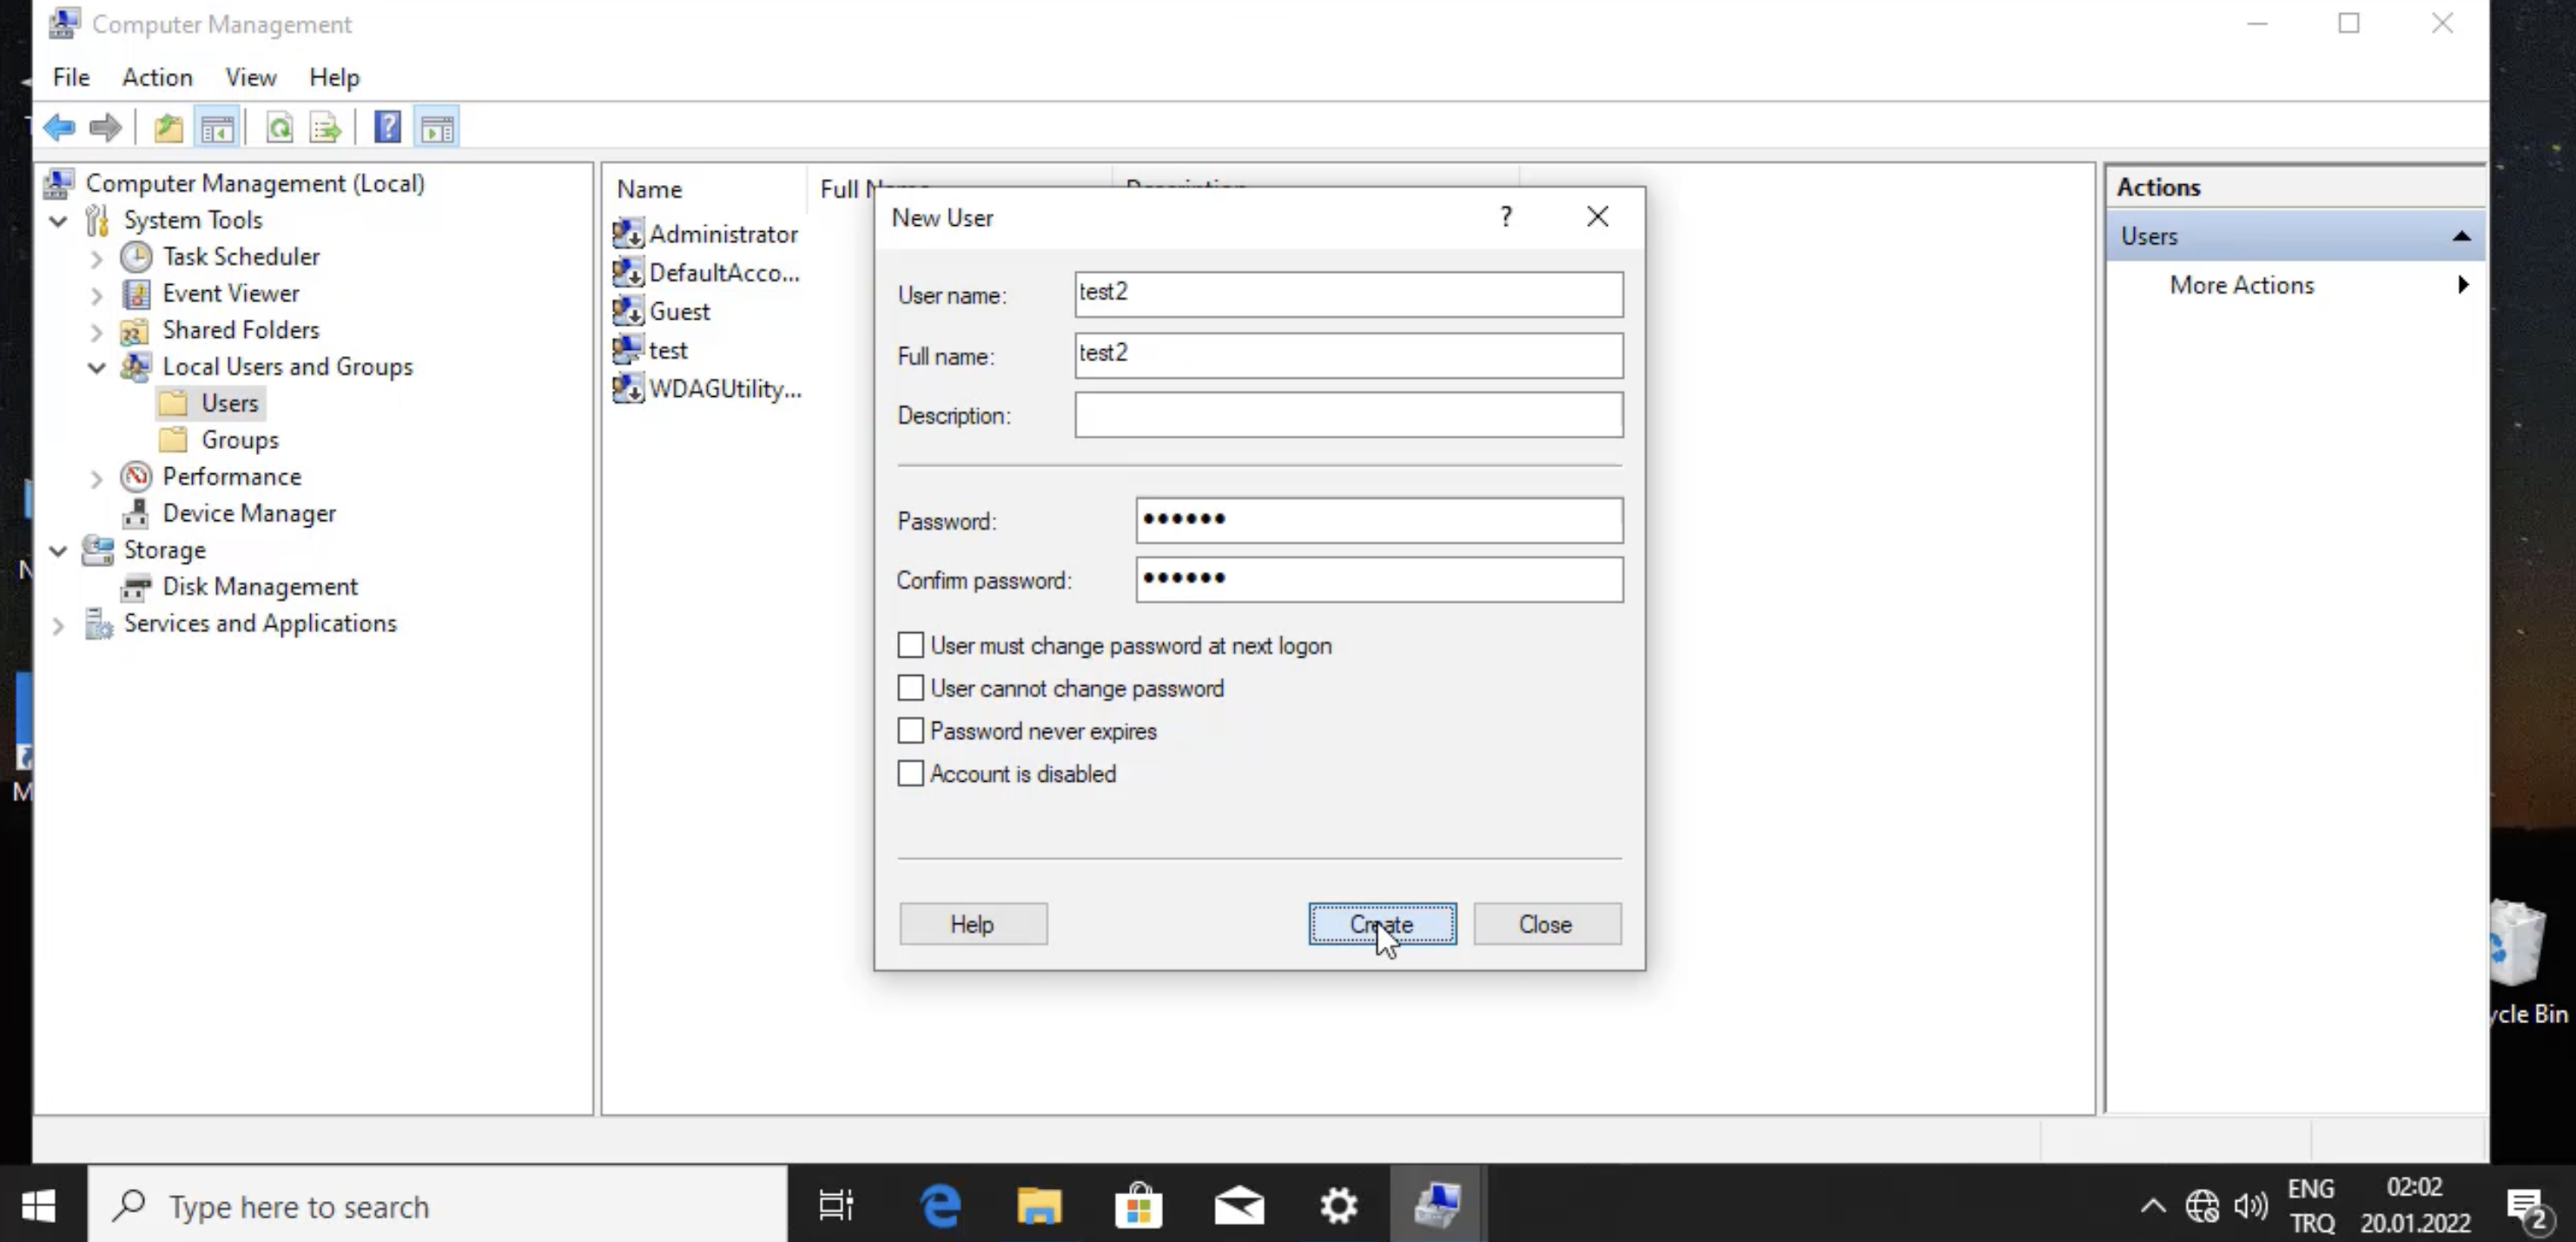 Computer Management
File Action View Help
Computer Management (Local)
System Tools
Task Scheduler
Event Viewer
Shared Folders
Local Users and Groups
Users
Groups
Performance
Device Manager
Storage
Disk Management
Services and Applications
Name
Administrator
DefaultAcco...
Guest
test
WDAGUtility...
Full Name
Description
New User
?
User name: test2
Full name: test2
Description:
Password: ••••••
Confirm password: ••••••
User must change password at next logon
User cannot change password
Password never expires
Account is disabled
Help Create Close
Actions
Users
More Actions
ycle Bin
Type here to search
ENG
TRQ
02:02
20.01.2022
2